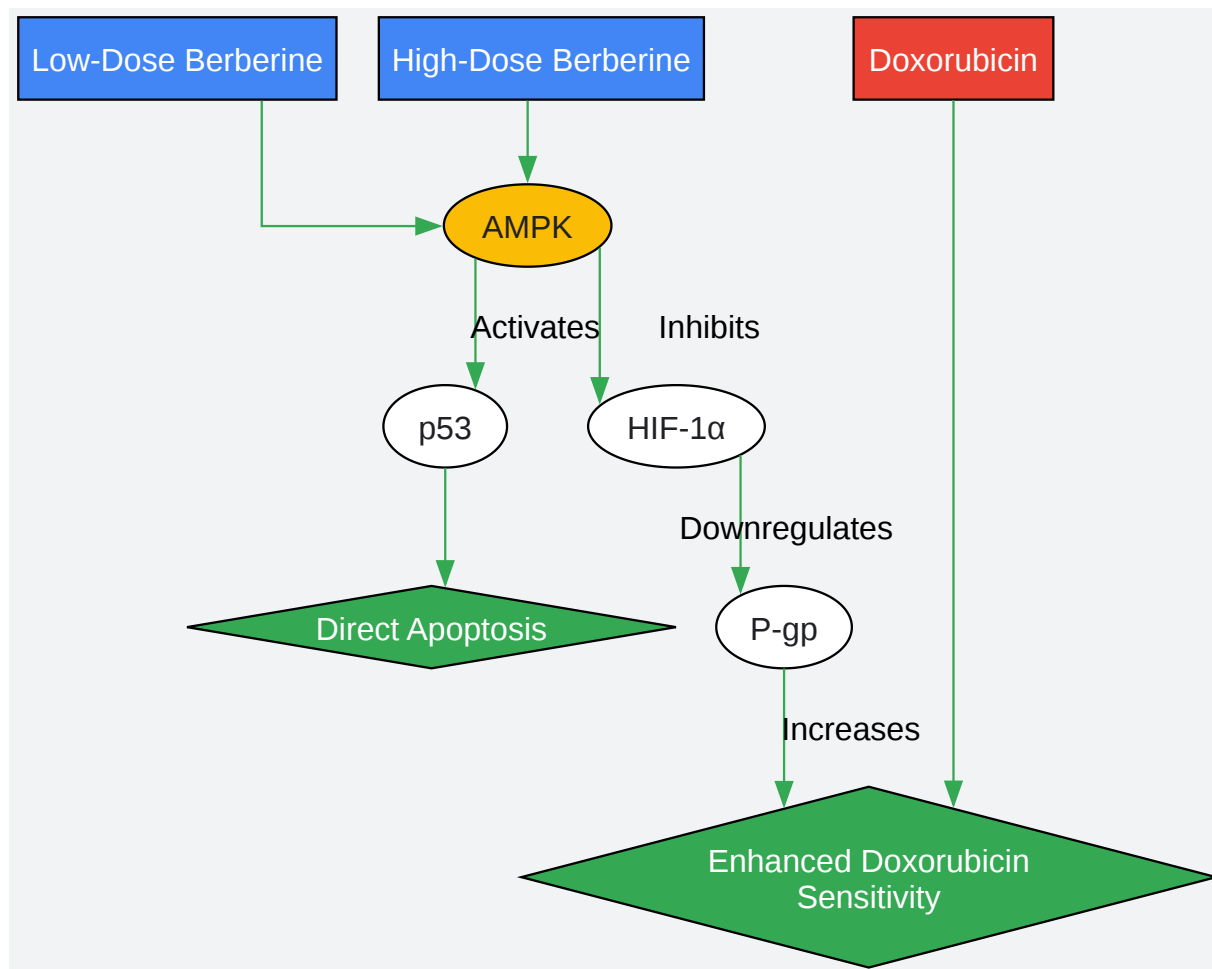 Low-Dose Berberine
High-Dose Berberine
Doxorubicin
AMPK
Activates
Inhibits
p53
HIF-1α
Downregulates
Direct Apoptosis
P-gp
Increases
Enhanced Doxorubicin
Sensitivity